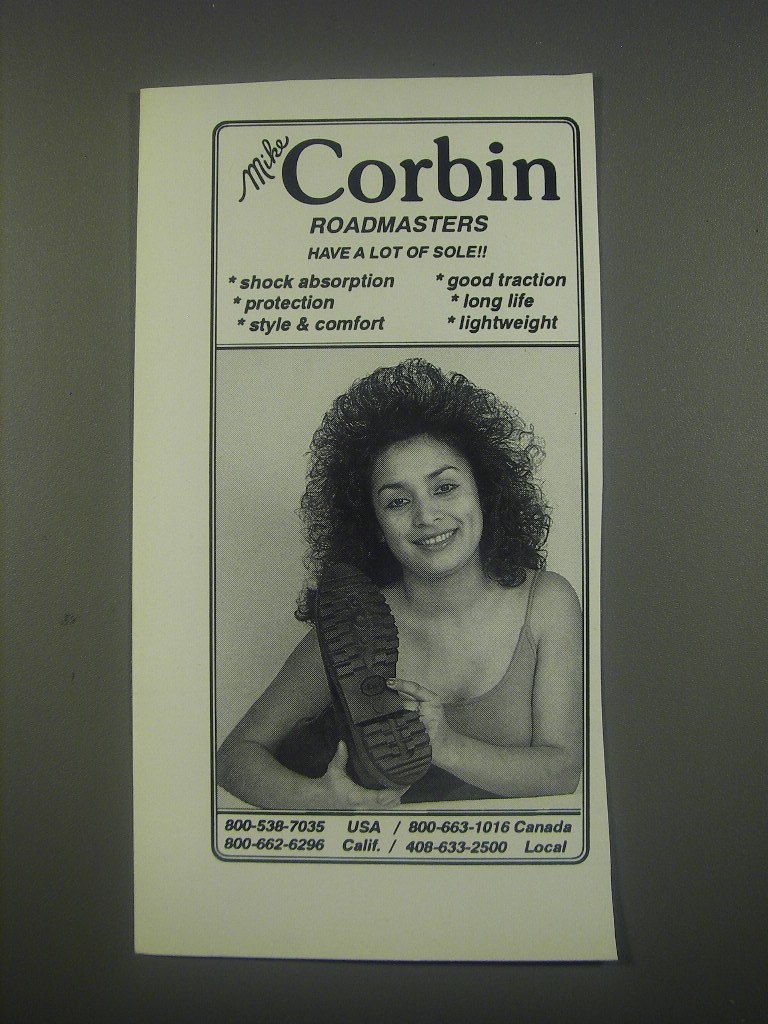 Mike Corbin
ROADMASTERS
HAVE A LOT OF SOLE!!
* shock absorption * good traction
* protection * long life
* style & comfort * lightweight
800-538-7035 USA / 800-663-1016 Canada
800-662-6296 Calif. / 408-633-2500 Local